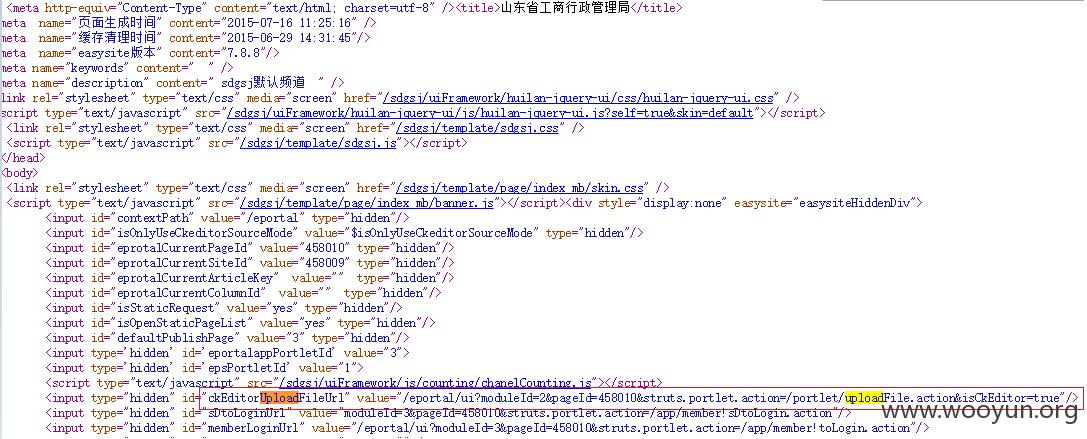 <meta http-equiv="Content-Type" content="text/html; charset=utf-8" /><title>山东省工商行政管理局</title>
meta name="页面生成时间" content="2015-07-16 11:25:16" />
meta name="缓存清理时间" content="2015-06-29 14:31:45"/>
meta name="easysite版本" content="7.8.8"/>
meta name="keywords" content=" " />
meta name="description" content=" sdgsj默认频道 " />
link rel="stylesheet" type="text/css" media="screen" href="/sdgsj/uiFramework/huilan-jquery-ui/css/huilan-jquery-ui.css" />
script type="text/javascript" src="/sdgsj/uiFramework/huilan-jquery-ui/js/huilan-jquery-ui.js?self=true&skin=default"></script>
<link rel="stylesheet" type="text/css" media="screen" href="/sdgsj/template/sdgsj.css" />
<script type="text/javascript" src="/sdgsj/template/sdgsj.js"></script>
</head>
<body>
<link rel="stylesheet" type="text/css" media="screen" href="/sdgsj/template/page/index_mb/skin.css" />
<script type="text/javascript" src="/sdgsj/template/page/index_mb/banner.js"></script><div style="display:none" easysite="easysiteHiddenDiv">
<input id="contextPath" value="/eportal" type="hidden"/>
<input id="isOnlyUseCkeditorSourceMode" value="$isOnlyUseCkeditorSourceMode" type="hidden"/>
<input id="eprotalCurrentPageId" value="458010" type="hidden"/>
<input id="eprotalCurrentSiteId" value="458009" type="hidden"/>
<input id="eprotalCurrentArticleKey" value="" type="hidden"/>
<input id="eprotalCurrentColumnId" value="" type="hidden"/>
<input id="isStaticRequest" value="yes" type="hidden"/>
<input id="isOpenStaticPageList" value="yes" type="hidden"/>
<input id="defaultPublishPage" value="3" type="hidden"/>
<input type='hidden' id='eportalappPortletId' value="3">
<input type='hidden' id='epsPortletId' value="1">
<script type="text/javascript" src="/sdgsj/uiFramework/js/counting/chanelCounting.js"></script>
<input type="hidden" id="ckEditorUploadFileUrl" value="/eportal/ui?moduleId=2&pageId=458010&struts.portlet.action=/portlet/uploadFile.action&isCkEditor=true"/>
<input type="hidden" id="sDtoLoginUrl" value="moduleId=3&pageId=458010&struts.portlet.action=/app/member!sDtoLogin.action"/>
<input type="hidden" id="memberLoginUrl" value="/eportal/ui?moduleId=3&pageId=458010&struts.portlet.action=/app/member!toLogin.action"/>
www.wooyun.org